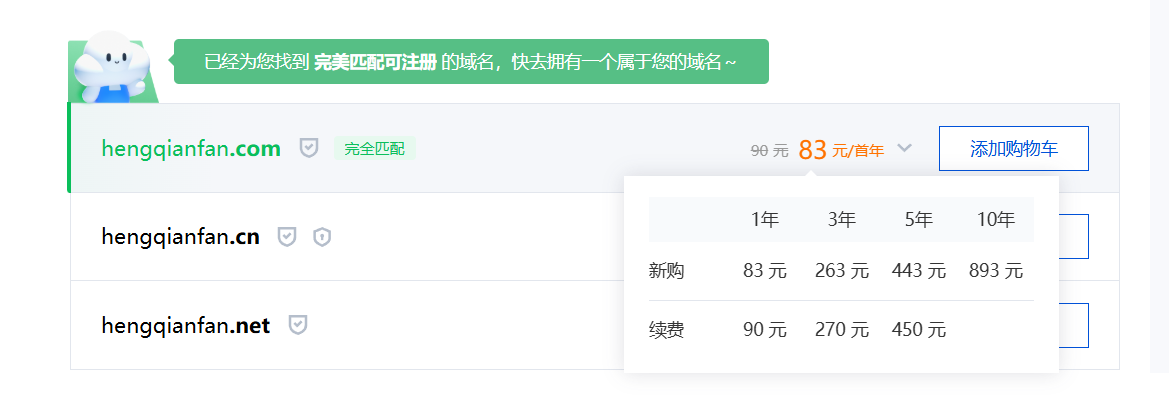 已经为您找到 完美匹配可注册 的域名，快去拥有一个属于您的域名～
hengqianfan.com 完全匹配 90 元 83 元/首年 添加购物车
1年 3年 5年 10年
hengqianfan.cn
新购 83 元 263 元 443 元 893 元
hengqianfan.net
续费 90 元 270 元 450 元